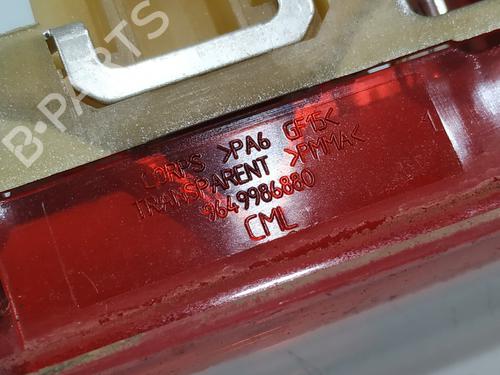 CORPS >PA6 GF15<
TRANSPARENT >PMMA<
9649986880
CML
B-PARTS